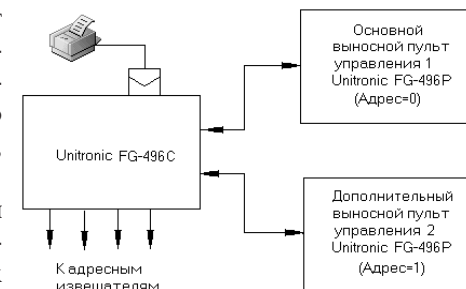 Основной
выносной пульт
управления 1
Unitronic FG-496P
(Адрес=0)
Unitronic FG-496C
Дополнительный
выносной пульт
управления 2
Unitronic FG-496P
(Адрес=1)
К адресным
извещателям